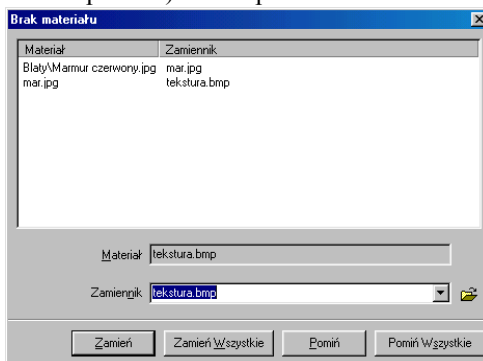 Brak materiału
Materiał Zamiennik
Blaty\Marmur czerwony.jpg mar.jpg
mar.jpg tekstura.bmp
Materiał tekstura.bmp
Zamiennik tekstura.bmp
Zamień Zamień Wszystkie Pomiń Pomiń Wszystkie